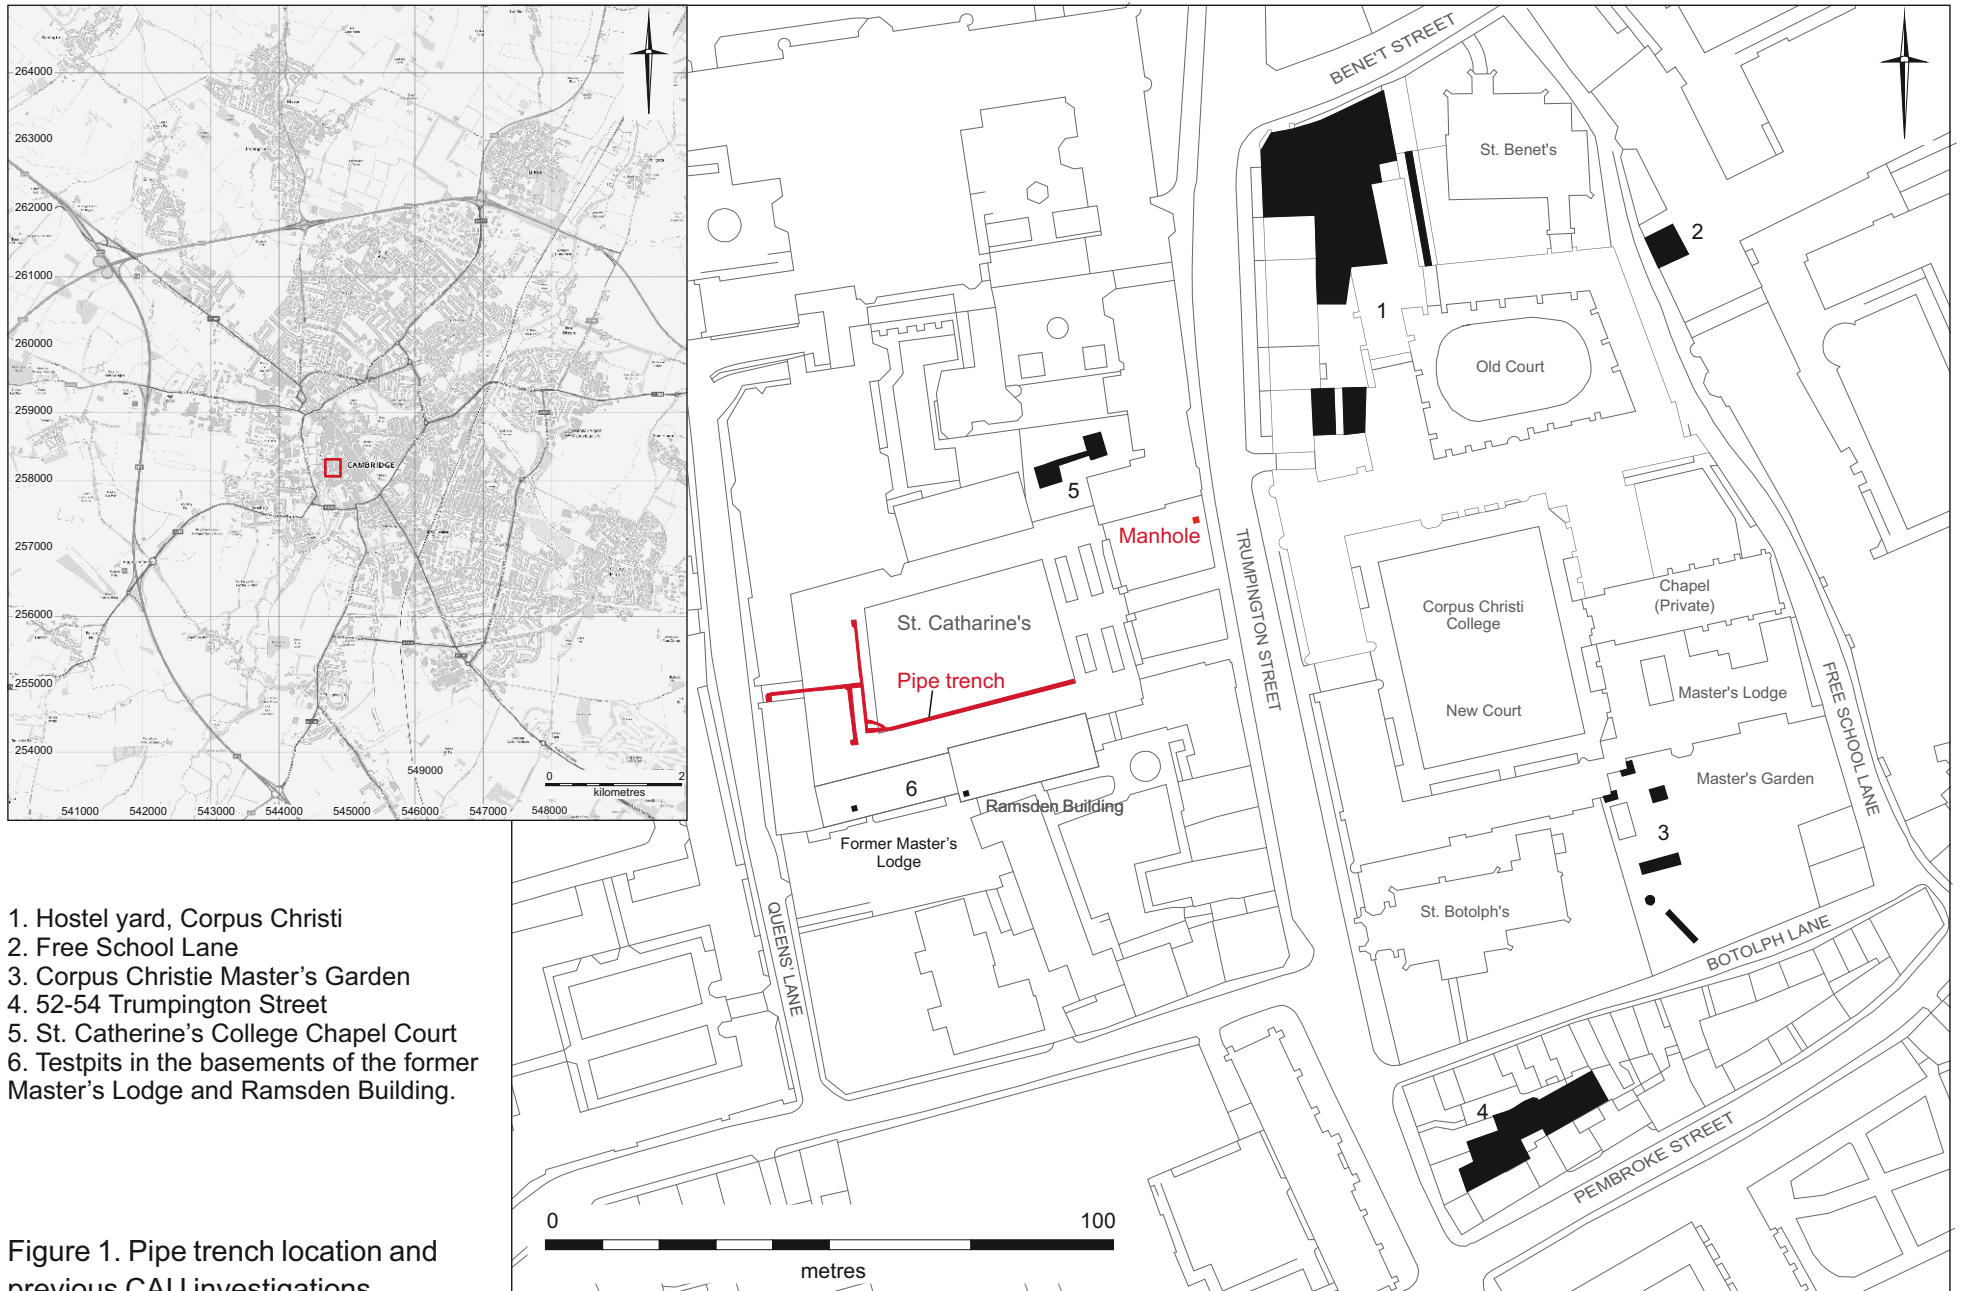 264000
263000
262000
261000
260000
259000
258000
257000
256000
255000
254000
541000
542000
543000
544000
545000
546000
547000
548000
549000
CAMBRIDGE
0 2
kilometres
BENE'T STREET
St. Benet's
2
1
Old Court
5
Manhole
TRUMPINGTON STREET
St. Catharine's
Pipe trench
Corpus Christi
College
New Court
Chapel
(Private)
Master's Lodge
FREE SCHOOL LANE
Master's Garden
3
6
Ramsden Building
Former Master's
Lodge
QUEENS' LANE
St. Botolph's
BOTOLPH LANE
4
PEMBROKE STREET
0 100
metres
1. Hostel yard, Corpus Christi
2. Free School Lane
3. Corpus Christie Master’s Garden
4. 52-54 Trumpington Street
5. St. Catherine’s College Chapel Court
6. Testpits in the basements of the former
Master’s Lodge and Ramsden Building.
Figure 1. Pipe trench location and
previous CAU investigations